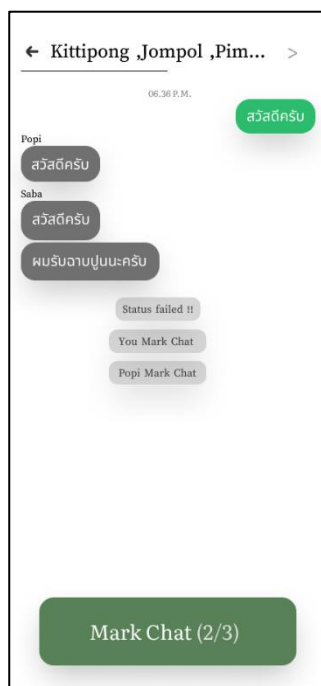 ← Kittipong ,Jompol ,Pim... >
06.36 P.M.
สวัสดีครับ
Popi
สวัสดีครับ
Saba
สวัสดีครับ
ผมรับฉาบปูนนะครับ
Status failed !!
You Mark Chat
Popi Mark Chat
Mark Chat (2/3)